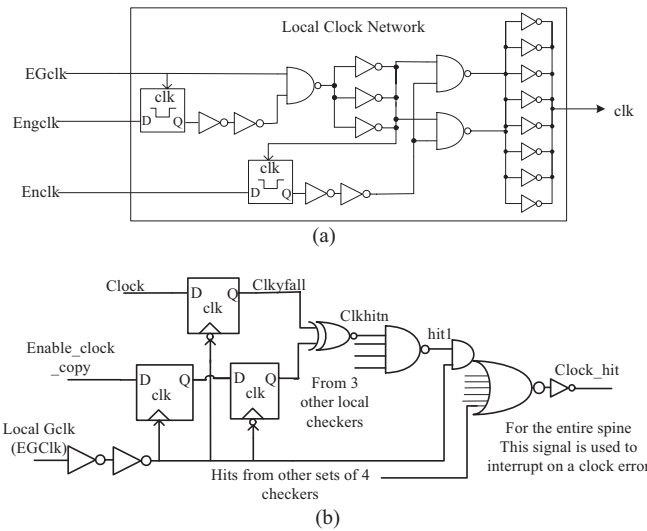 Local Clock Network
EGclk
clk
D Q
Engclk
clk
clk
D Q
Enclk
(a)
Clock
D Q
clk
Clkyfall
Clkhitn
hit1
Enable_clock
_copy
D Q
clk
D Q
clk
From 3
other local
checkers
Clock_hit
Local Gclk
(EGClk)
Hits from other sets of 4
checkers
For the entire spine
This signal is used to
interrupt on a clock error
(b)